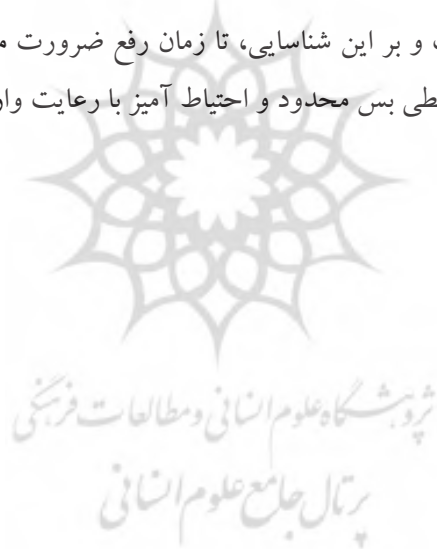 و بر این شناسایی، تا زمان رفع ضرورت
طی بس محدود و احتیاط آمیز با رعایت
پژوهشگاه علوم انسانی و مطالعات فرهنگی
پرتال جامع علوم انسانی